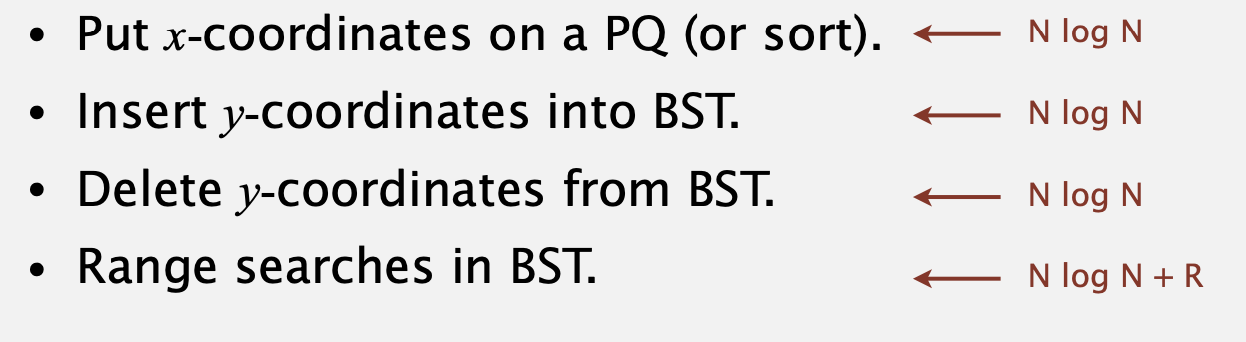 • Put x-coordinates on a PQ (or sort). N log N
• Insert y-coordinates into BST. N log N
• Delete y-coordinates from BST. N log N
• Range searches in BST. N log N + R